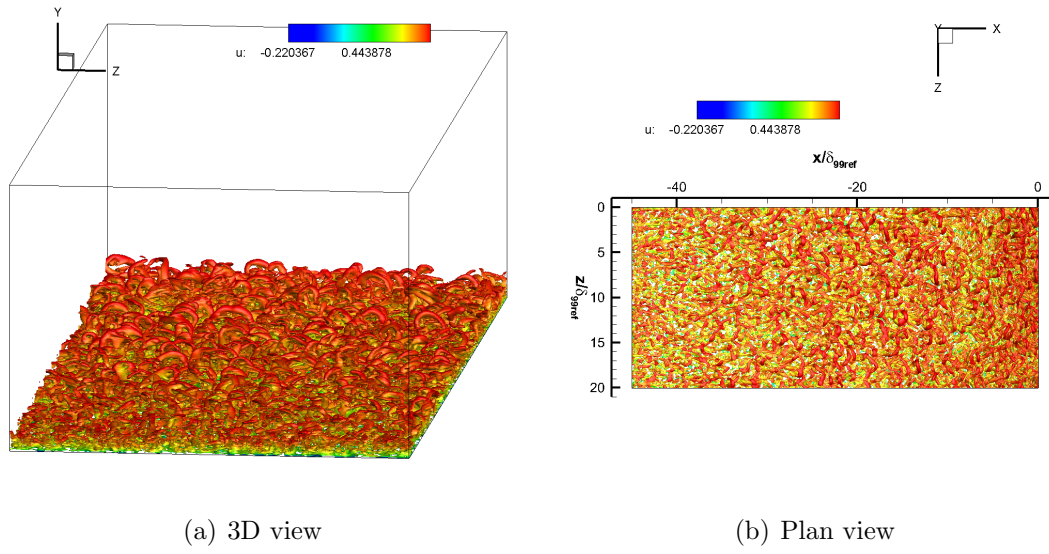 Y
Z
u: -0.220367 0.443878
Y X
Z
u: -0.220367 0.443878
x/δ99ref
-40 -20 0
z/δ99ref
0
5
10
15
20
(a) 3D view
(b) Plan view